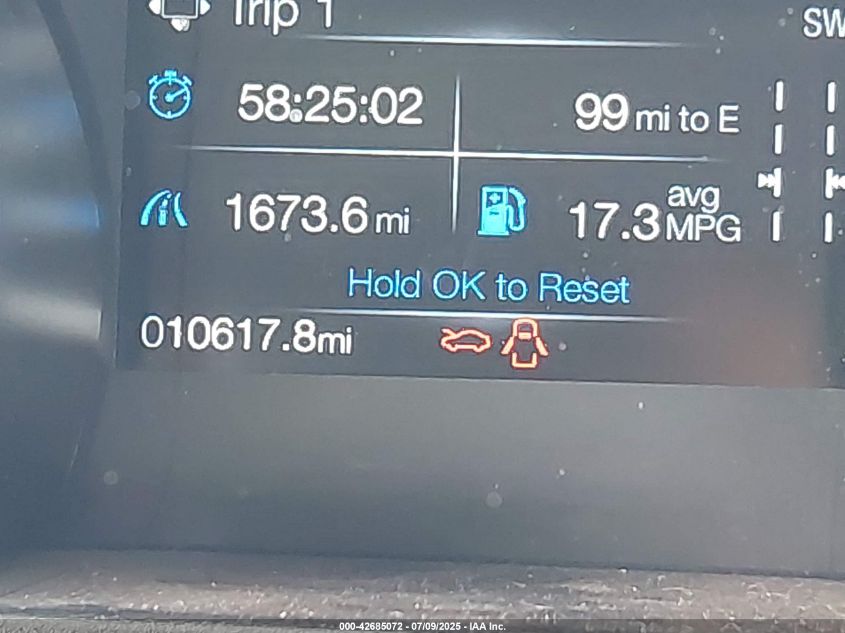 Trip 1
SW
58:25:02
99 mi to E
1673.6 mi
17.3 avg MPG
Hold OK to Reset
010617.8mi
000-42685072 - 07/09/2025 - IAA Inc.